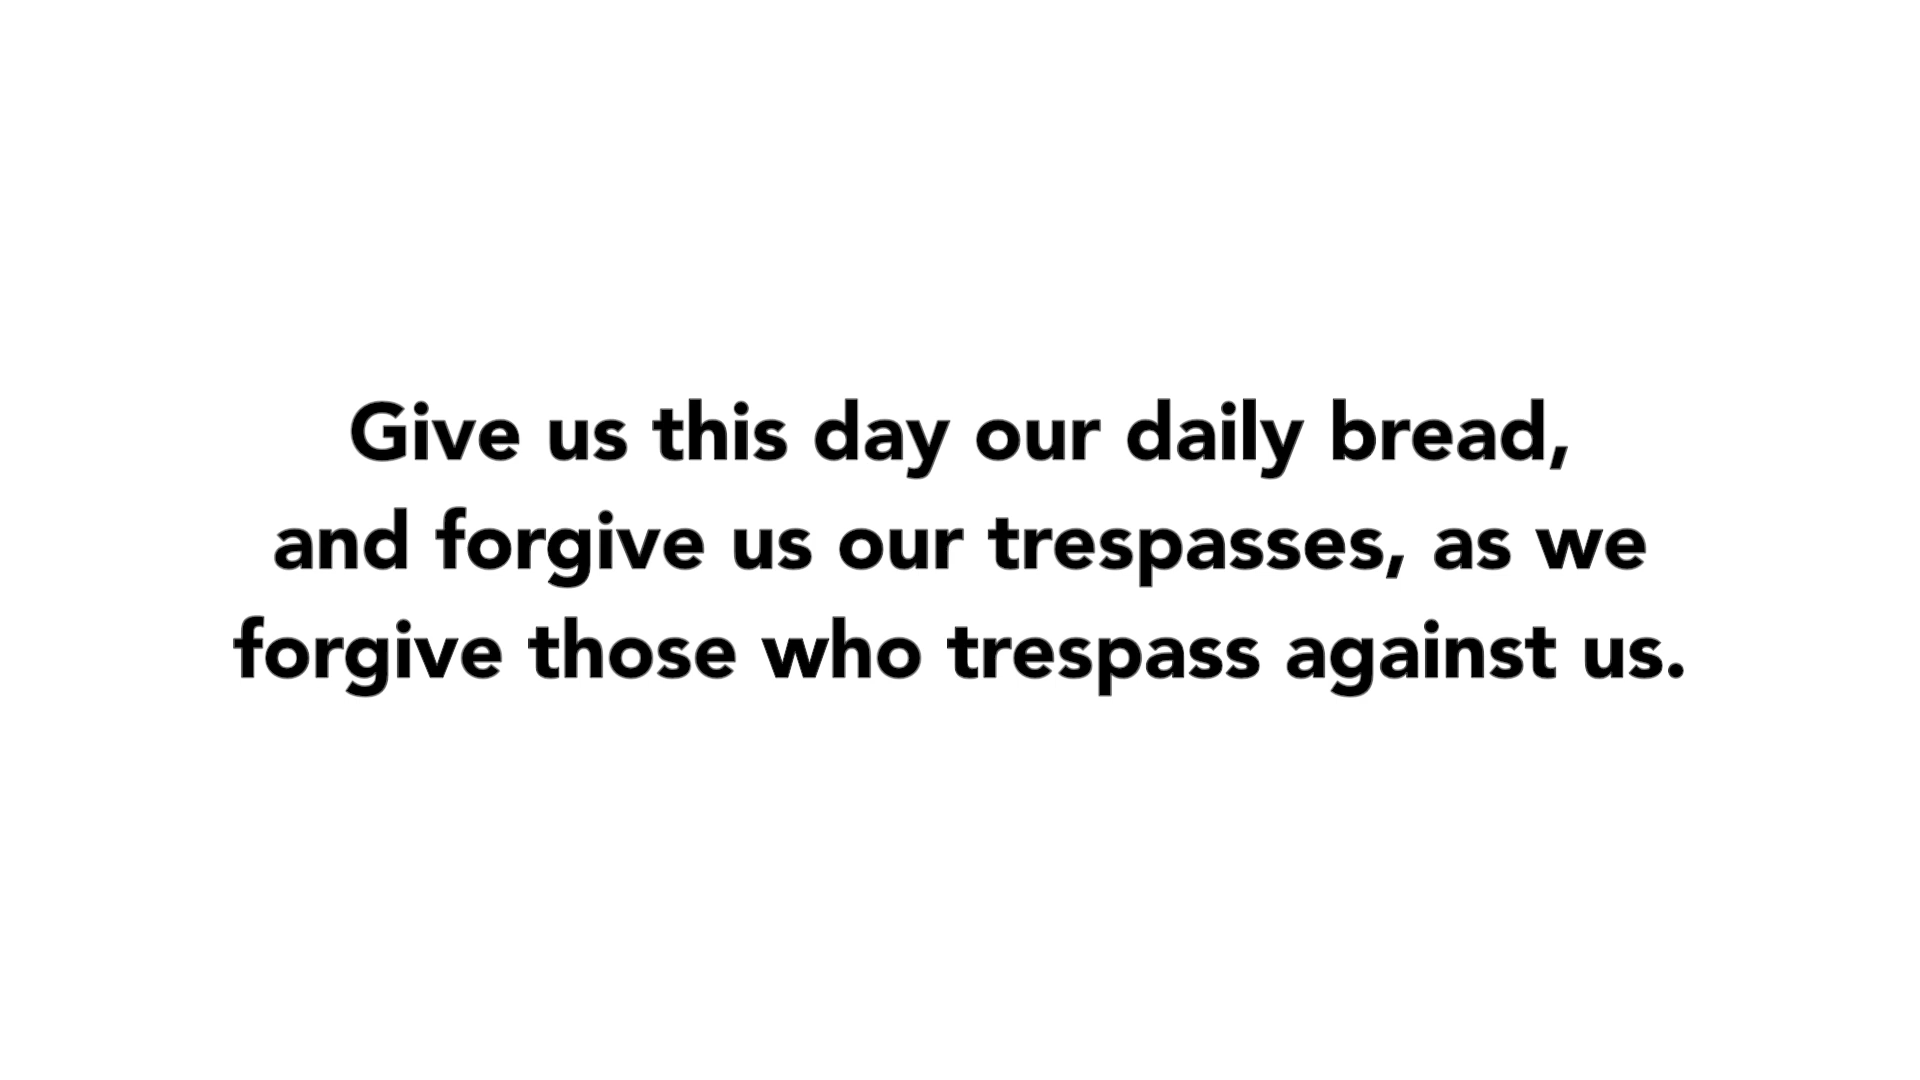 Give us this day our daily bread,
and forgive us our trespasses, as we
forgive those who trespass against us.